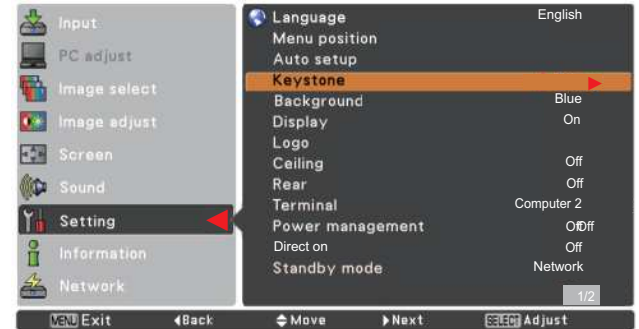 Input
PC adjust
Image select
Image adjust
Screen
Sound
Setting
Information
Network
Language English
Menu position
Auto setup
Keystone
Background Blue
Display On
Logo
Ceiling Off
Rear Off
Terminal Computer 2
Power management Off
Direct on Off
Standby mode Network
1/2
MENU Exit Back Move Next SELECT Adjust